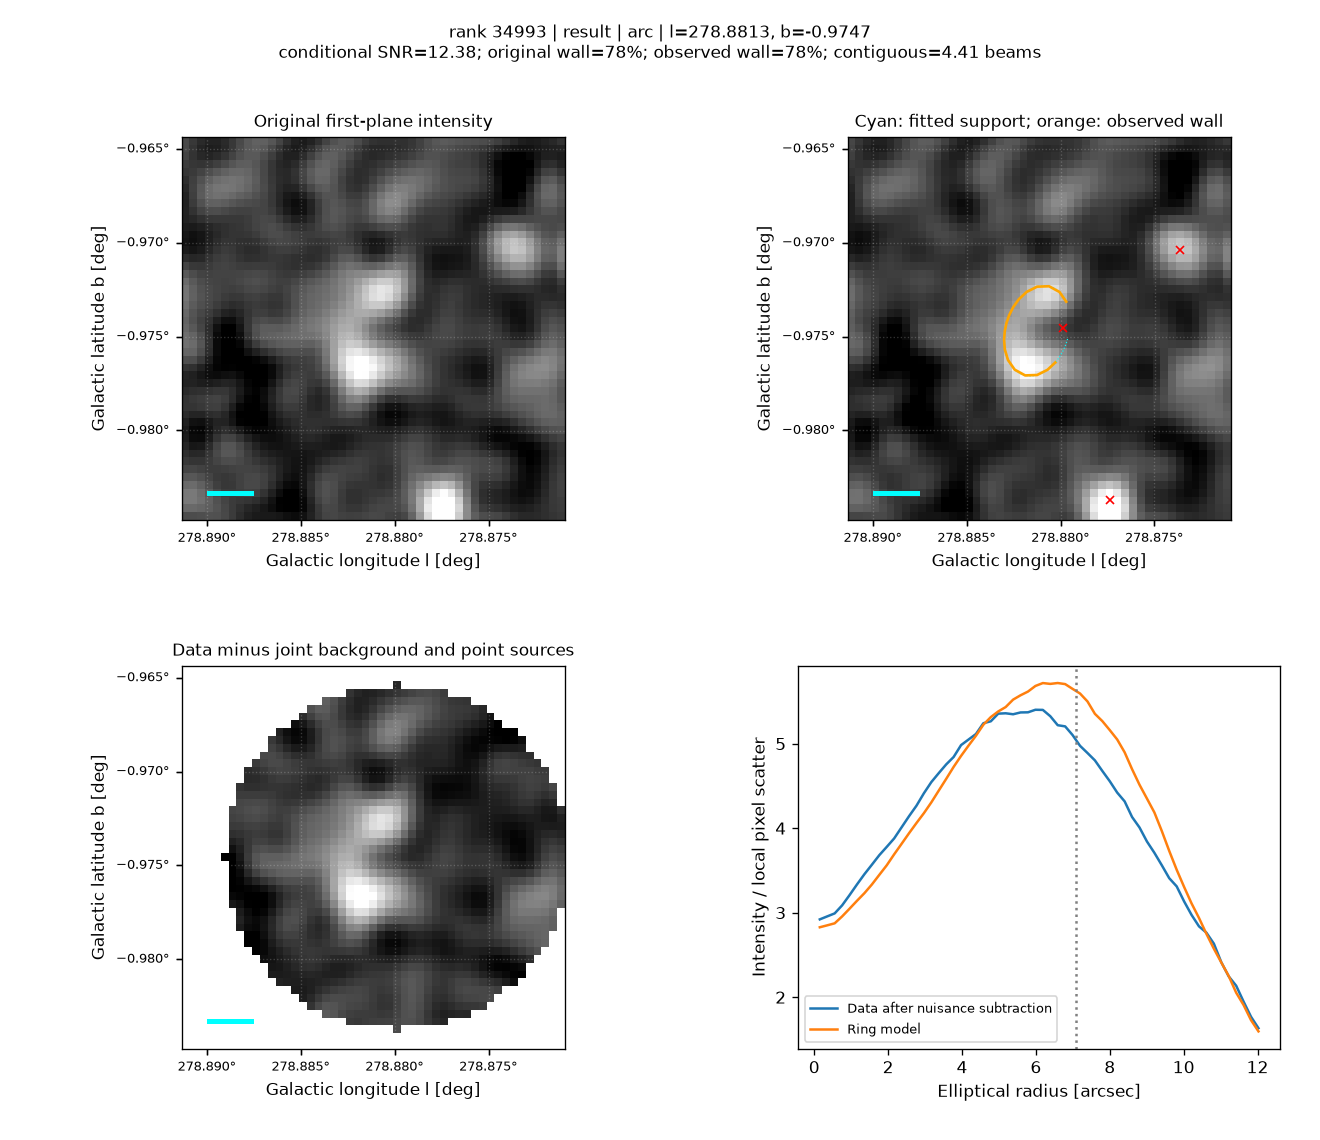 rank 34993 | result | arc | l=278.8813, b=-0.9747
conditional SNR=12.38; original wall=78%; observed wall=78%; contiguous=4.41 beams
Original first-plane intensity
−0.965°
−0.970°
−0.975°
−0.980°
278.890°
278.885°
278.880°
278.875°
Galactic longitude l [deg]
Galactic latitude b [deg]
Cyan: fitted support; orange: observed wall
−0.965°
−0.970°
−0.975°
−0.980°
278.890°
278.885°
278.880°
278.875°
Galactic longitude l [deg]
Galactic latitude b [deg]
Data minus joint background and point sources
−0.965°
−0.970°
−0.975°
−0.980°
278.890°
278.885°
278.880°
278.875°
Galactic longitude l [deg]
Galactic latitude b [deg]
5
4
3
2
0
2
4
6
8
10
12
Elliptical radius [arcsec]
Intensity / local pixel scatter
Data after nuisance subtraction
Ring model